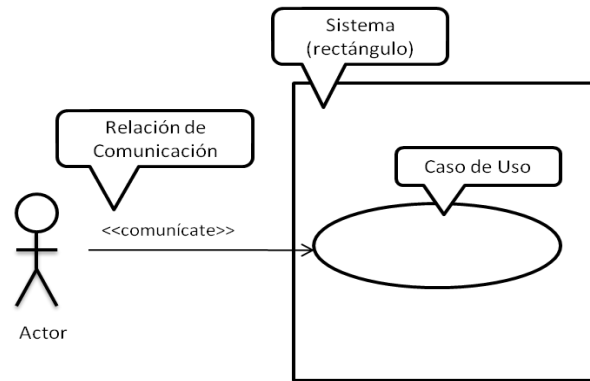 Sistema
(rectángulo)
Relación de
Comunicación
Caso de Uso
<<comunícate>>
Actor